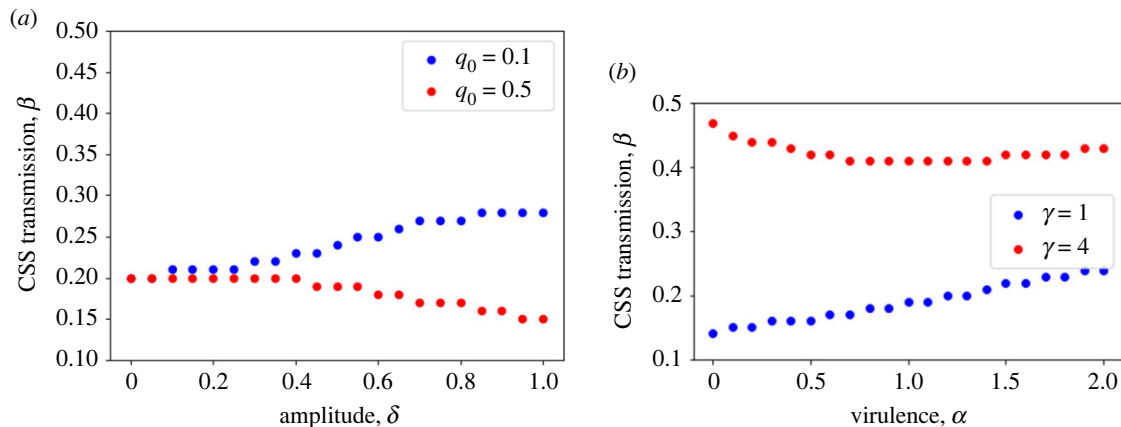 (a)
0.50
0.45
0.40
0.35
0.30
0.25
0.20
0.15
0.10
CSS transmission, β
q0 = 0.1
q0 = 0.5
0
0.2
0.4
0.6
0.8
1.0
amplitude, δ
(b)
0.5
0.4
0.3
0.2
0.1
CSS transmission, β
γ = 1
γ = 4
0
0.5
1.0
1.5
2.0
virulence, α